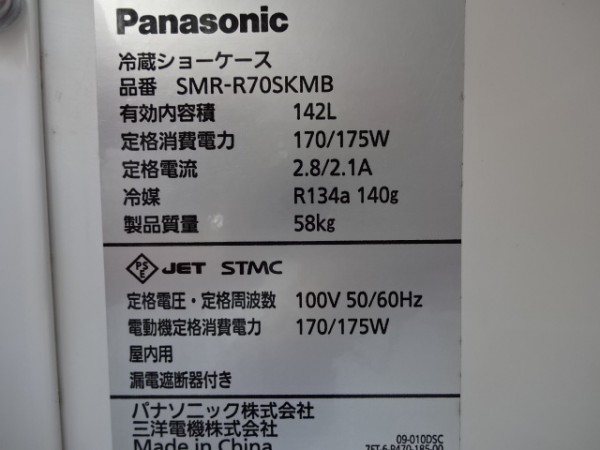 Panasonic
冷蔵ショーケース
品番 SMR-R70SKMB
有効内容積 142L
定格消費電力 170/175W
定格電流 2.8/2.1A
冷媒 R134a 140g
製品質量 58kg
PSE JET STMC
定格電圧・定格周波数 100V 50/60Hz
電動機定格消費電力 170/175W
屋内用
漏電遮断器付き
パナソニック株式会社
三洋電機株式会社
Made in China
09-010DSC